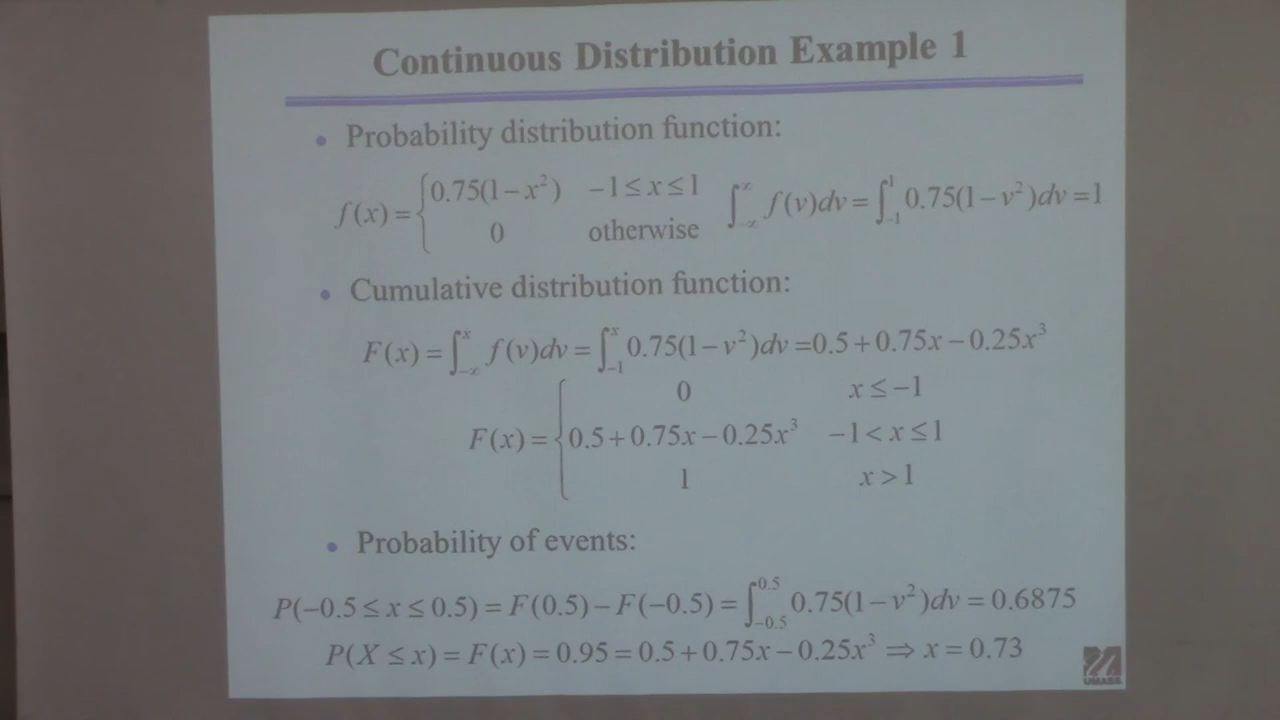 Continuous Distribution Example 1
• Probability distribution function:
f(x) = { 0.75(1−x²) −1≤x≤1 ∫_{−∞}^{∞} f(v)dv = ∫_{−1}^{1} 0.75(1−v²)dv =1
0 otherwise
• Cumulative distribution function:
F(x) = ∫_{−∞}^{x} f(v)dv = ∫_{−1}^{x} 0.75(1−v²)dv =0.5+0.75x−0.25x³
0 x≤−1
F(x) = { 0.5+0.75x−0.25x³ −1<x≤1
1 x>1
• Probability of events:
P(−0.5≤x≤0.5) = F(0.5)−F(−0.5) = ∫_{−0.5}^{0.5} 0.75(1−v²)dv = 0.6875
P(X≤x) = F(x) = 0.95 = 0.5+0.75x−0.25x³ ⇒ x = 0.73
UMASS